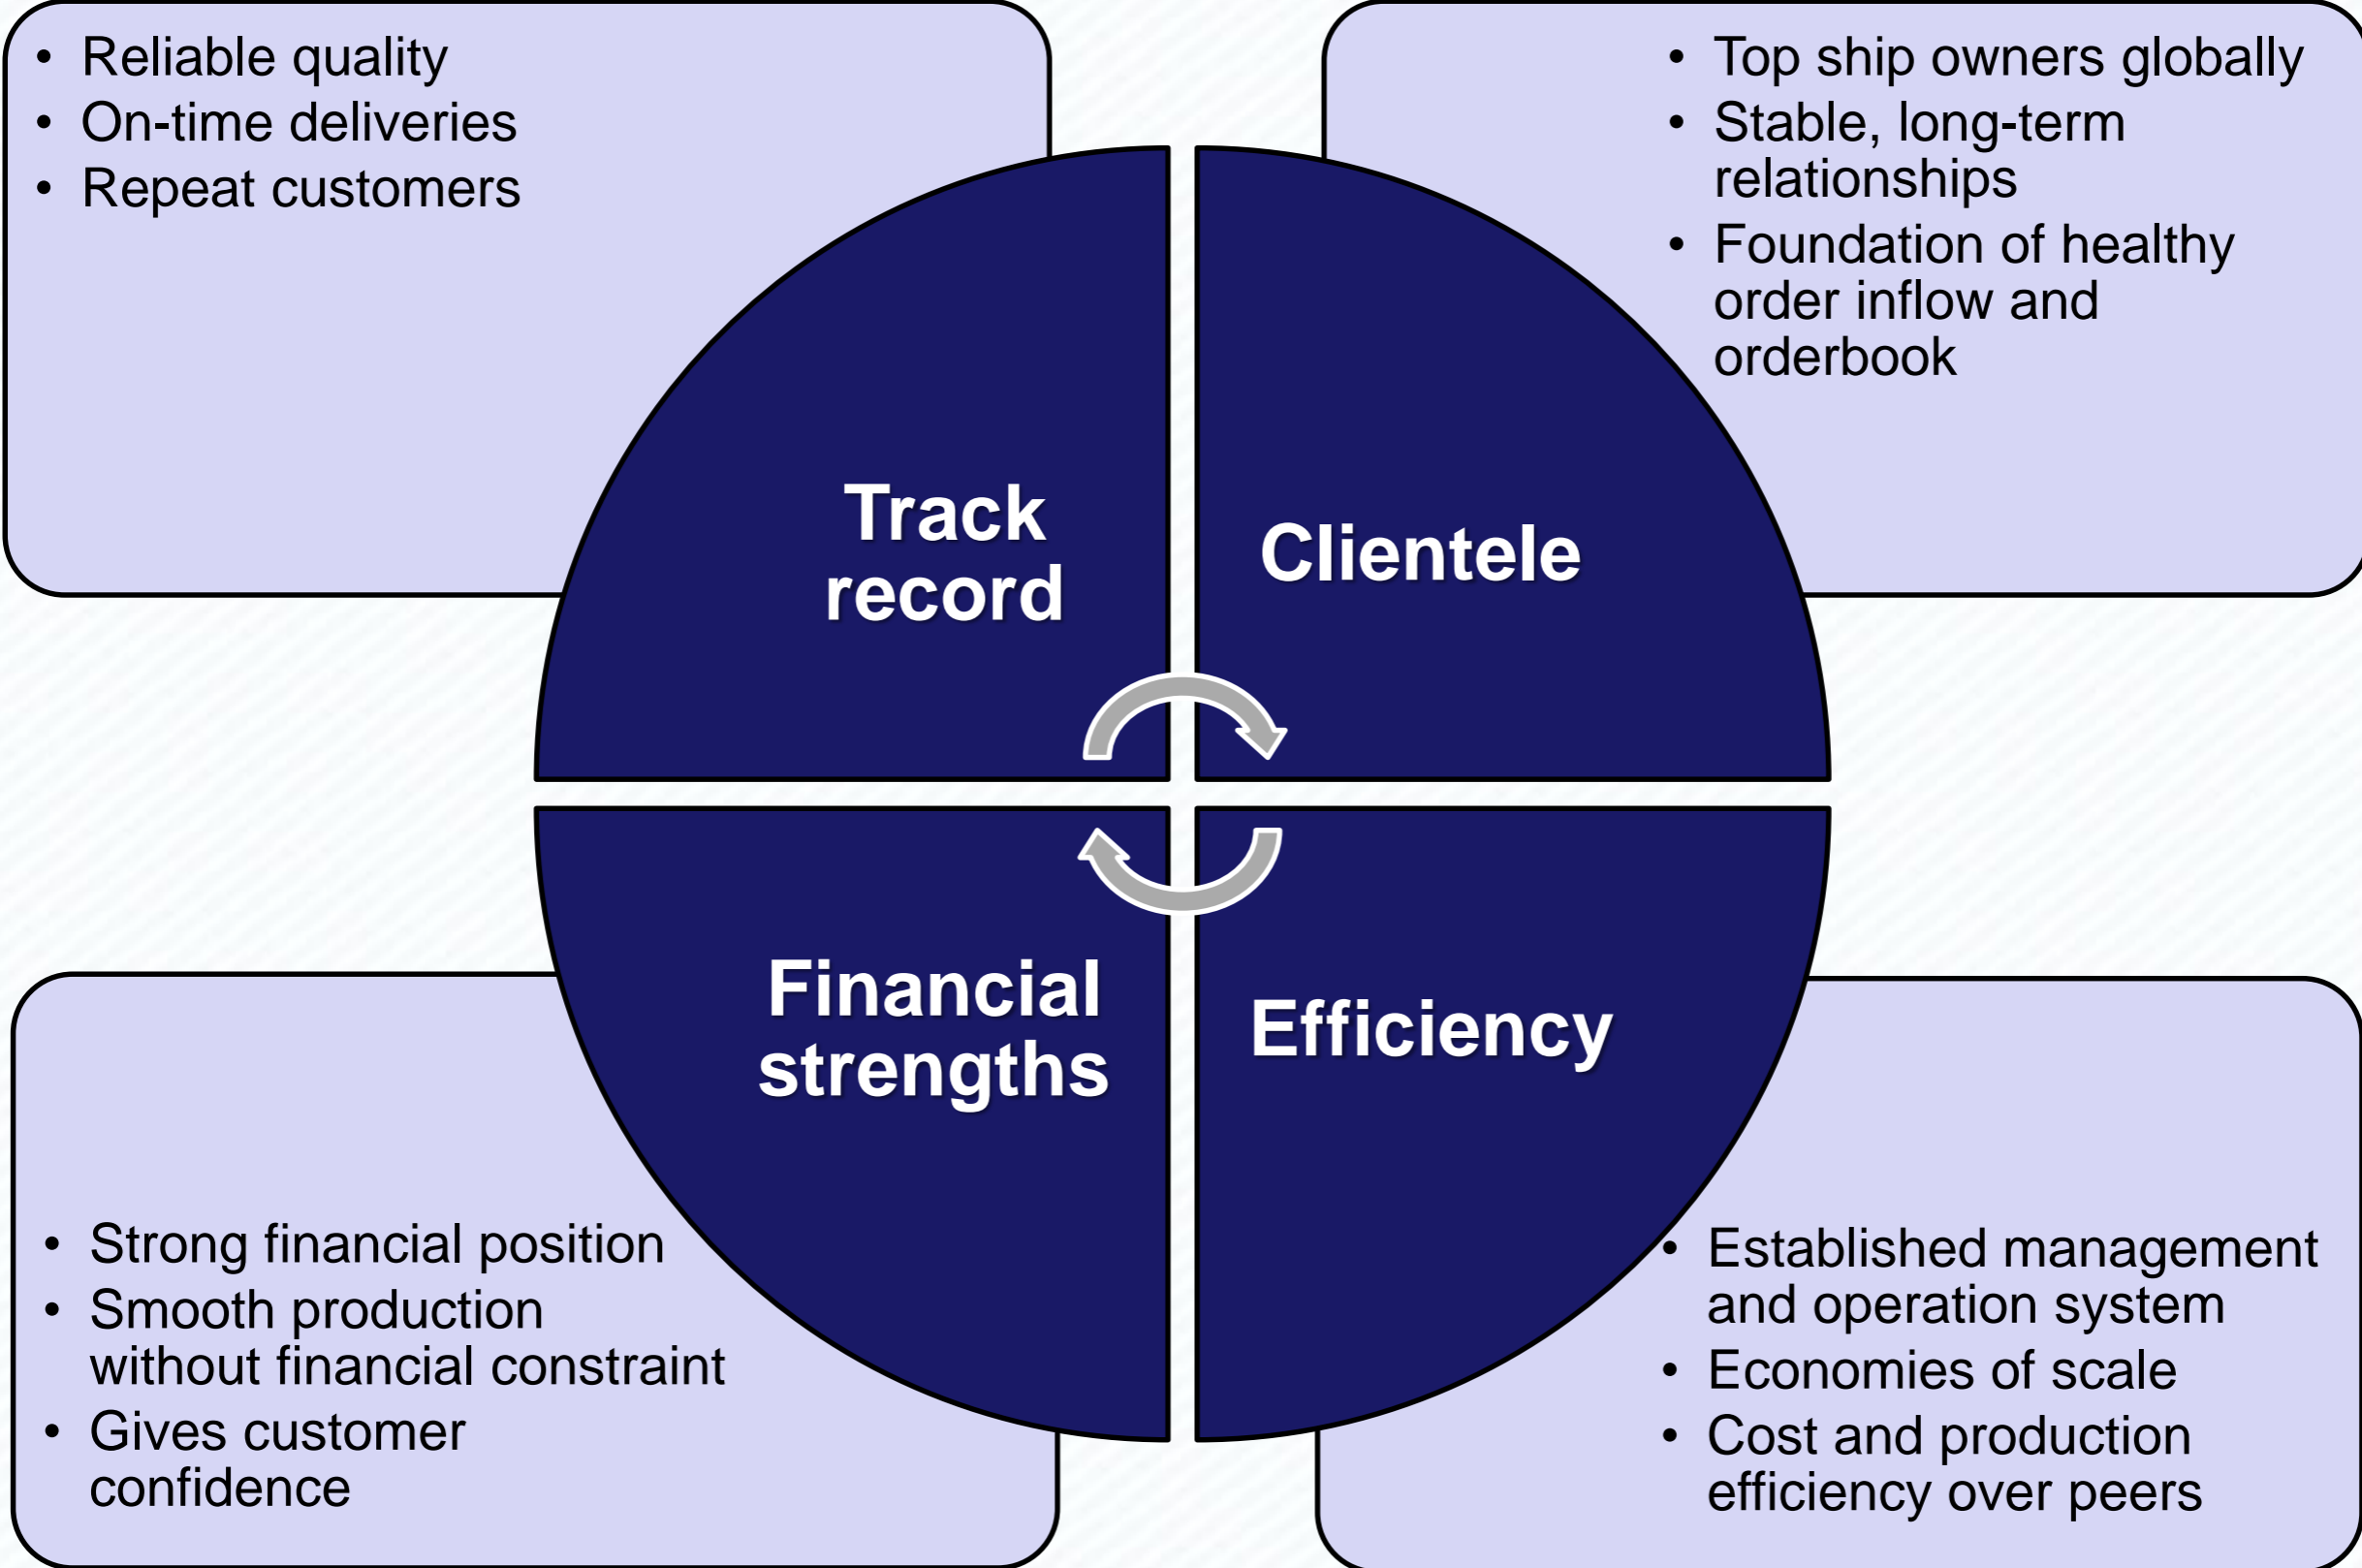 • Reliable quality
• On-time deliveries
• Repeat customers
• Top ship owners globally
• Stable, long-term
relationships
• Foundation of healthy
order inflow and
orderbook
Track
record
Clientele
Financial
strengths
Efficiency
• Strong financial position
• Smooth production
without financial constraint
• Gives customer
confidence
• Established management
and operation system
• Economies of scale
• Cost and production
efficiency over peers